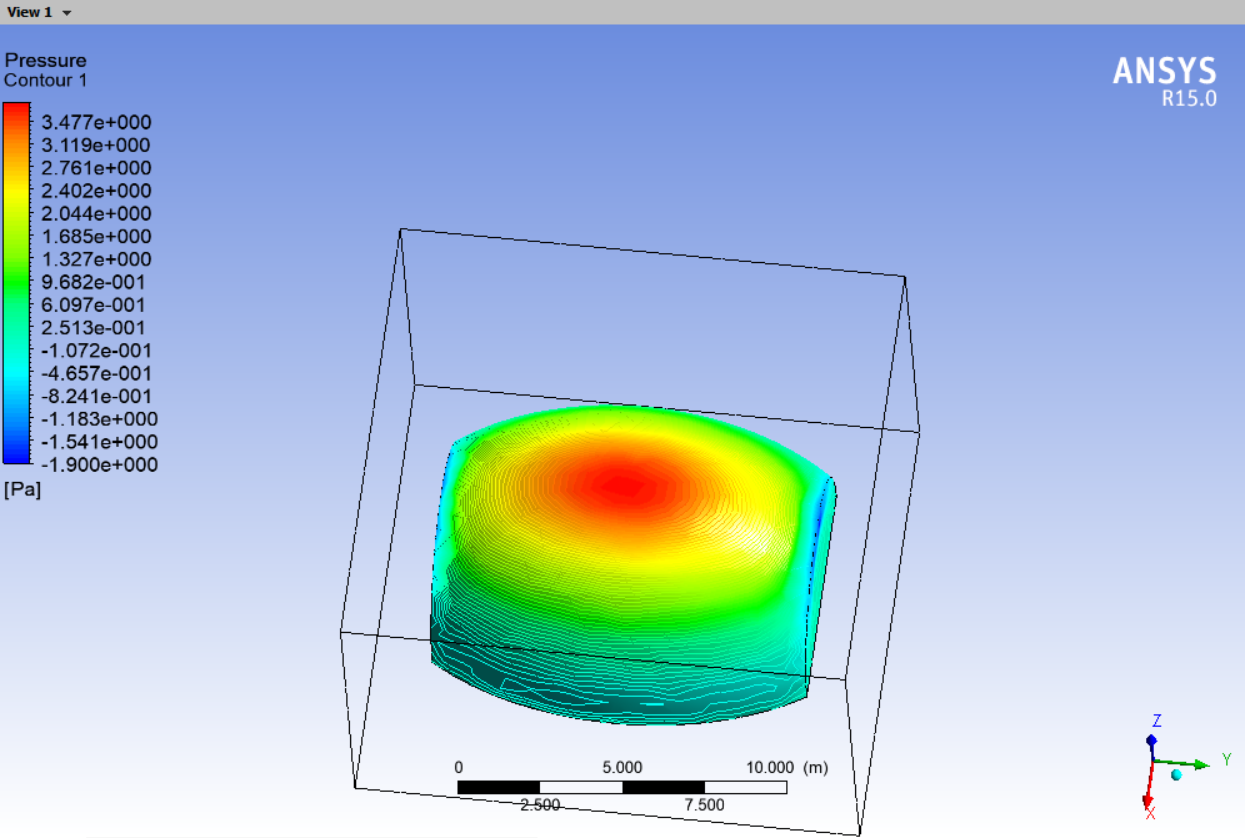 View 1
Pressure
Contour 1
3.477e+000
3.119e+000
2.761e+000
2.402e+000
2.044e+000
1.685e+000
1.327e+000
9.682e-001
6.097e-001
2.513e-001
-1.072e-001
-4.657e-001
-8.241e-001
-1.183e+000
-1.541e+000
-1.900e+000
[Pa]
ANSYS
R15.0
0 5.000 10.000 (m)
2.500 7.500
Z
Y
X